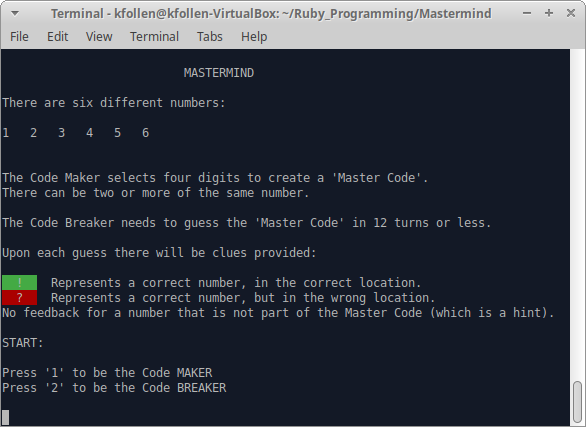 Terminal - kfollen@kfollen-VirtualBox: ~/Ruby_Programming/Mastermind
File Edit View Terminal Tabs Help
MASTERMIND
There are six different numbers:
1 2 3 4 5 6
The Code Maker selects four digits to create a 'Master Code'.
There can be two or more of the same number.
The Code Breaker needs to guess the 'Master Code' in 12 turns or less.
Upon each guess there will be clues provided:
! Represents a correct number, in the correct location.
? Represents a correct number, but in the wrong location.
No feedback for a number that is not part of the Master Code (which is a hint).
START:
Press '1' to be the Code MAKER
Press '2' to be the Code BREAKER